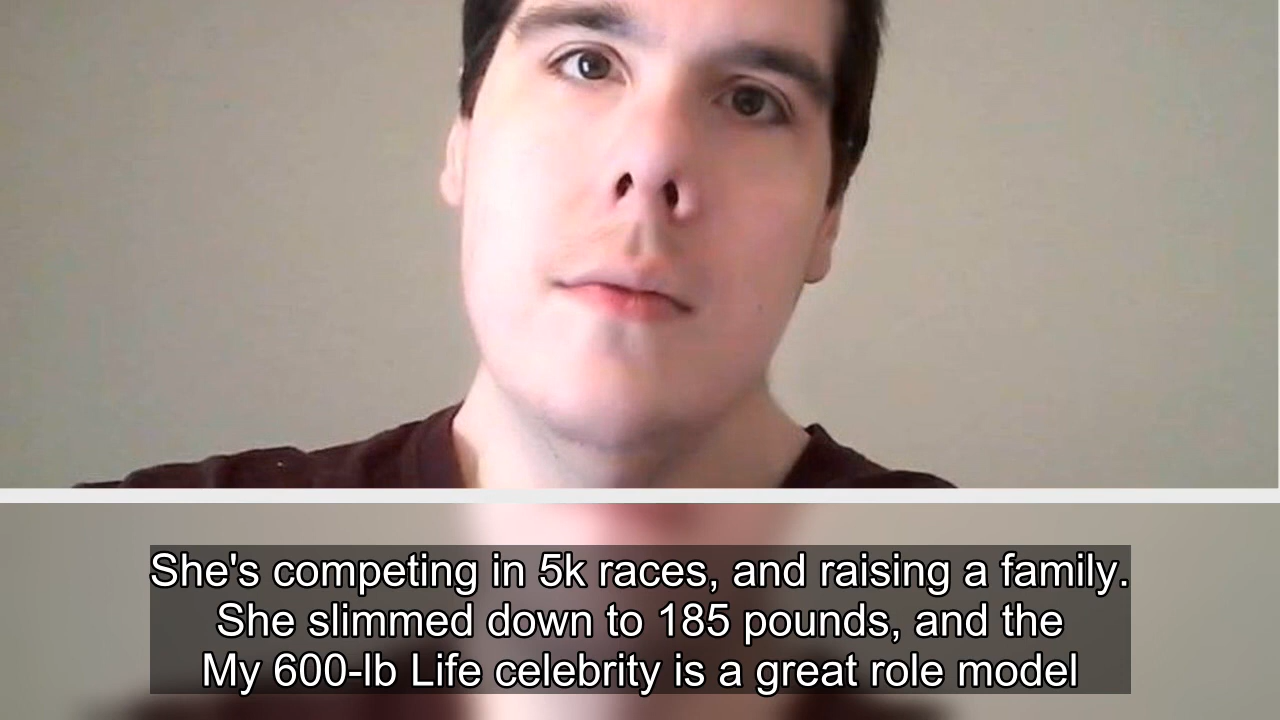 She's competing in 5k races, and raising a family.
She slimmed down to 185 pounds, and the
My 600-lb Life celebrity is a great role model